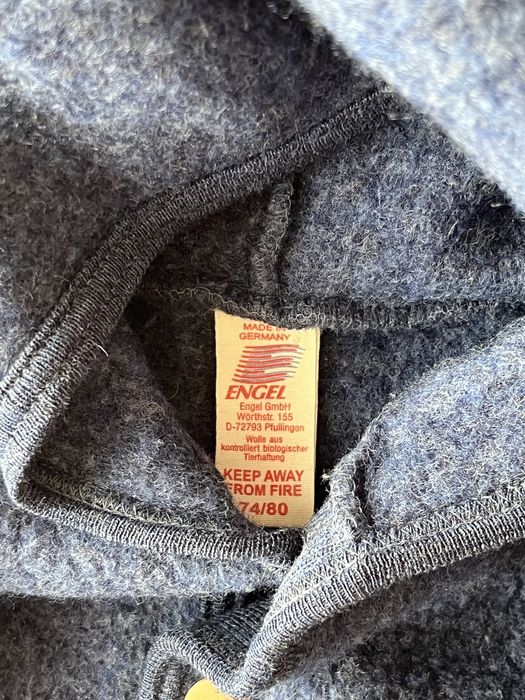 MADE IN
GERMANY
ENGEL
Engel GmbH
Wörthstr. 155
D-72793 Pfullingen
Wolle aus
kontrolliert biologischer
Tierhaltung
KEEP AWAY
FROM FIRE
74/80